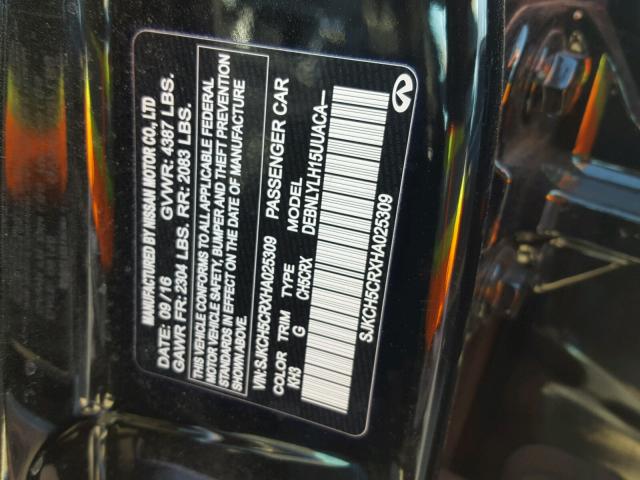 MANUFACTURED BY NISSAN MOTOR CO., LTD
DATE: 09/16 GVWR: 4387 LBS.
GAWR FR: 2304 LBS. RR: 2083 LBS.
THIS VEHICLE CONFORMS TO ALL APPLICABLE FEDERAL
MOTOR VEHICLE SAFETY, BUMPER AND THEFT PREVENTION
STANDARDS IN EFFECT ON THE DATE OF MANUFACTURE
SHOWN ABOVE.
VIN:SJKCH5CRXHA025309 PASSENGER CAR
COLOR TRIM TYPE MODEL
KH3 G CH5CRX DEBNLYLH15UUACA—
SJKCH5CRXHA025309